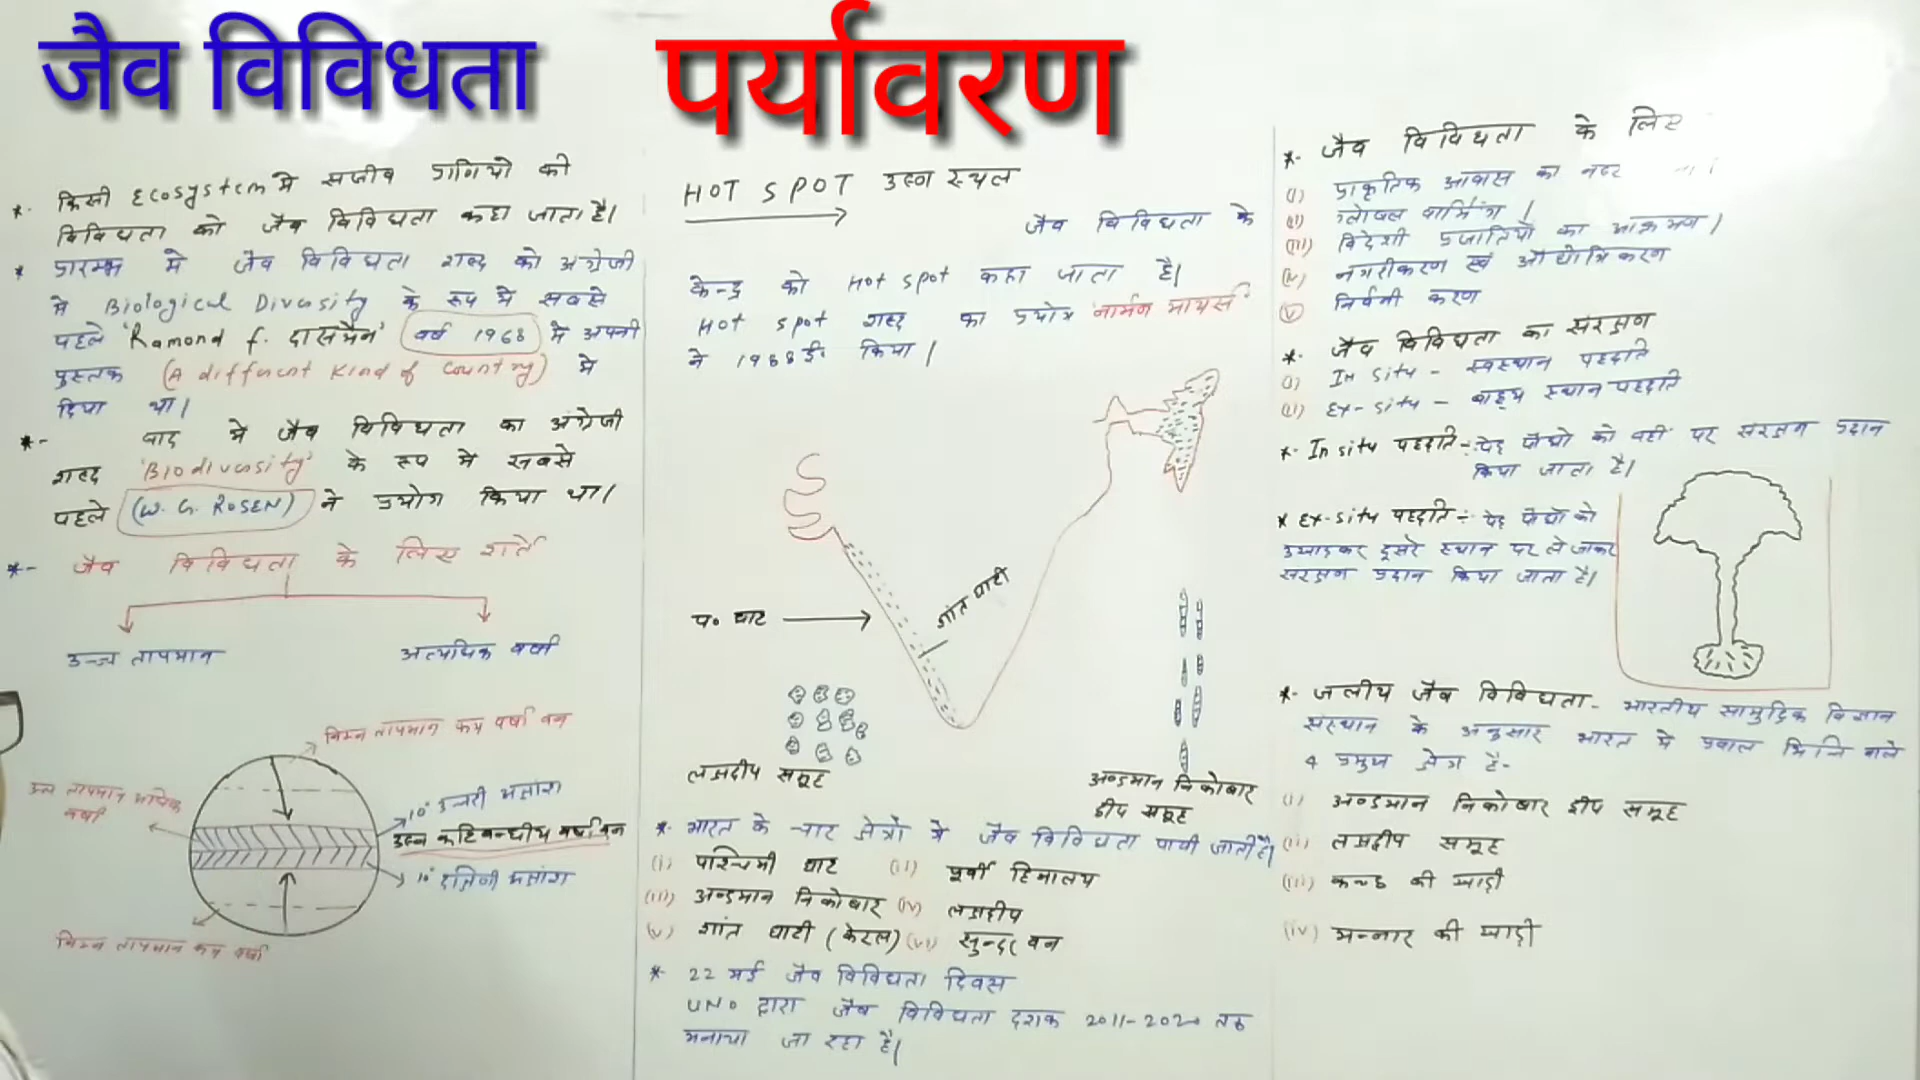 जैव विविधता
पर्यावरण
*- किसी Ecosystem मे सजीव प्राणियो की
विविधता को जैव विविधता कहा जाता है।
* प्रारम्भ मे जैव विविधता शब्द को अंग्रेजी
मे Biological Diversity के रूप मे सबसे
पहले 'Ramond f. दासमैन' वर्ष 1968 मे अपनी
पुस्तक (A different Kind of Country) मे
दिया था।
*- बाद मे जैव विविधता का अंग्रेजी
शब्द 'Biodiversity' के रूप मे सबसे
पहले (W. G. ROSEN) ने प्रयोग किया था।
*- जैव विविधता के लिए शर्ते
उच्च तापमान
अत्यधिक वर्षा
निम्न तापमान कम वर्षा वन
उच्च तापमान अधिक
वर्षा
10° उत्तरी अक्षांश
उष्ण कटिबन्धीय वर्षा वन
10° दक्षिणी अक्षांश
निम्न तापमान कम वर्षा
HOT SPOT उष्ण स्थल
जैव विविधता के
केन्द्र को Hot spot कहा जाता है।
Hot spot शब्द का प्रयोग 'नार्मन मायर्स'
ने 1988 ई० किया।
प० घाट
शांत घाटी
लक्षद्वीप समूह
अण्डमान निकोबार
द्वीप समूह
*- भारत के चार क्षेत्रो मे जैव विविधता पायी जाती है।
(i) पश्चिमी घाट (ii) पूर्वी हिमालय
(iii) अण्डमान निकोबार (iv) लक्षद्वीप
(v) शांत घाटी (केरल) (vi) सुन्दर वन
*- 22 मई जैव विविधता दिवस
UNO द्वारा जैव विविधता दशक 2011-2020 तक
मनाया जा रहा है।
*- जैव विविधता के लिए
(i) प्राकृतिक आवास का नष्ट
(ii) ग्लोबल वार्मिंग।
(iii) विदेशी प्रजातियो का आक्रमण।
(iv) नगरीकरण एवं औद्योगिकरण
(v) निर्वनी करण
*- जैव विविधता का संरक्षण
(i) In situ - स्वस्थान पद्दति
(ii) Ex-situ - बाह्य स्थान पद्दति
*- In situ पद्दति ÷ पेड़ पौधो को वहीं पर संरक्षण प्रदान
किया जाता है।
* Ex-situ पद्दति ÷ पेड़ पौधो को
उखाड़कर दूसरे स्थान पर ले जाकर
संरक्षण प्रदान किया जाता है।
*- जलीय जैव विविधता - भारतीय सामुद्रिक विज्ञान
संस्थान के अनुसार भारत मे प्रवाल भित्ति वाले
4 प्रमुख क्षेत्र है-
(i) अण्डमान निकोबार द्वीप समूह
(ii) लक्षद्वीप समूह
(iii) कच्छ की खाड़ी
(iv) मन्नार की खाड़ी